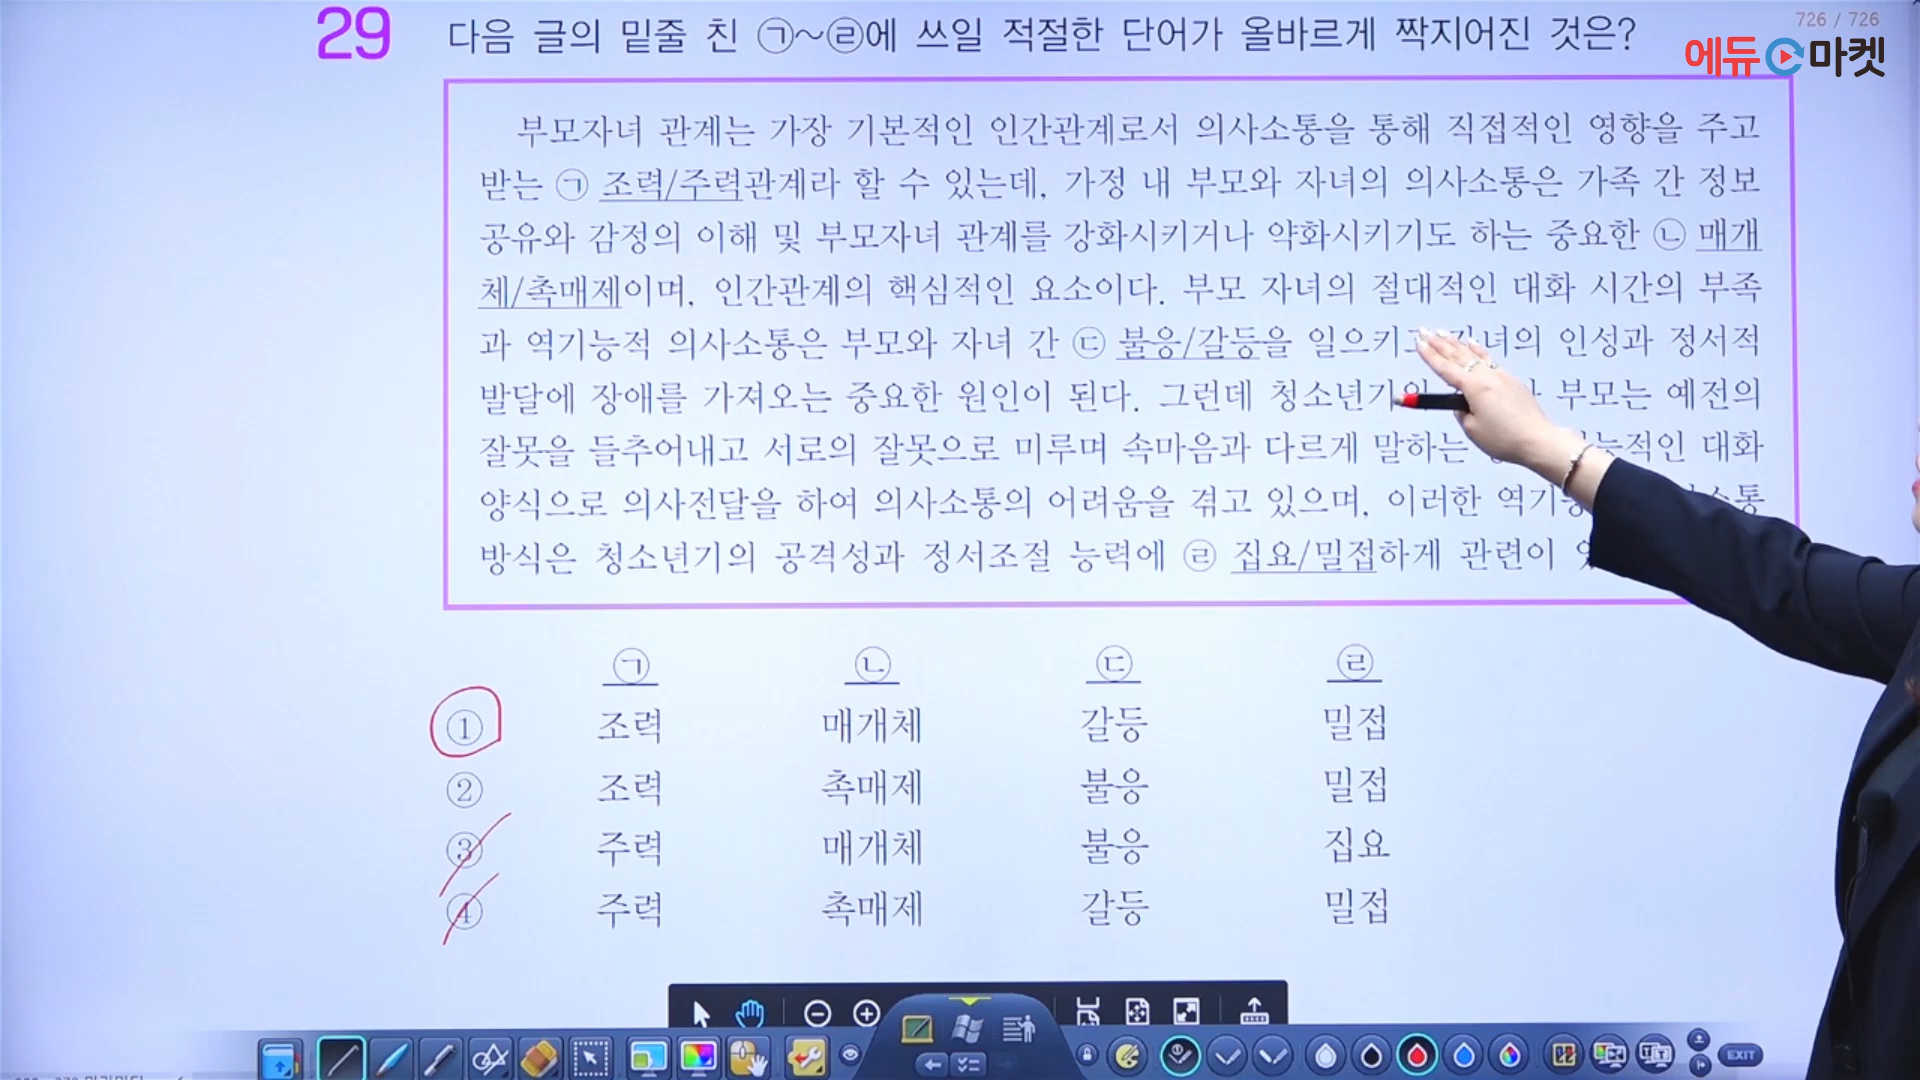 726 / 726
에듀 마켓
29 다음 글의 밑줄 친 ㉠~㉣에 쓰일 적절한 단어가 올바르게 짝지어진 것은?
부모자녀 관계는 가장 기본적인 인간관계로서 의사소통을 통해 직접적인 영향을 주고
받는 ㉠ 조력/주력관계라 할 수 있는데, 가정 내 부모와 자녀의 의사소통은 가족 간 정보
공유와 감정의 이해 및 부모자녀 관계를 강화시키거나 약화시키기도 하는 중요한 ㉡ 매개
체/촉매제이며, 인간관계의 핵심적인 요소이다. 부모 자녀의 절대적인 대화 시간의 부족
과 역기능적 의사소통은 부모와 자녀 간 ㉢ 불응/갈등을 일으키고 자녀의 인성과 정서적
발달에 장애를 가져오는 중요한 원인이 된다. 그런데 청소년기의 부모는 예전의
잘못을 들추어내고 서로의 잘못으로 미루며 속마음과 다르게 말하는 대화
양식으로 의사전달을 하여 의사소통의 어려움을 겪고 있으며, 이러한
방식은 청소년기의 공격성과 정서조절 능력에 ㉣ 집요/밀접하게 관련이
㉠ ㉡ ㉢ ㉣
① 조력 매개체 갈등 밀접
② 조력 촉매제 불응 밀접
③ 주력 매개체 불응 집요
④ 주력 촉매제 갈등 밀접
EXIT